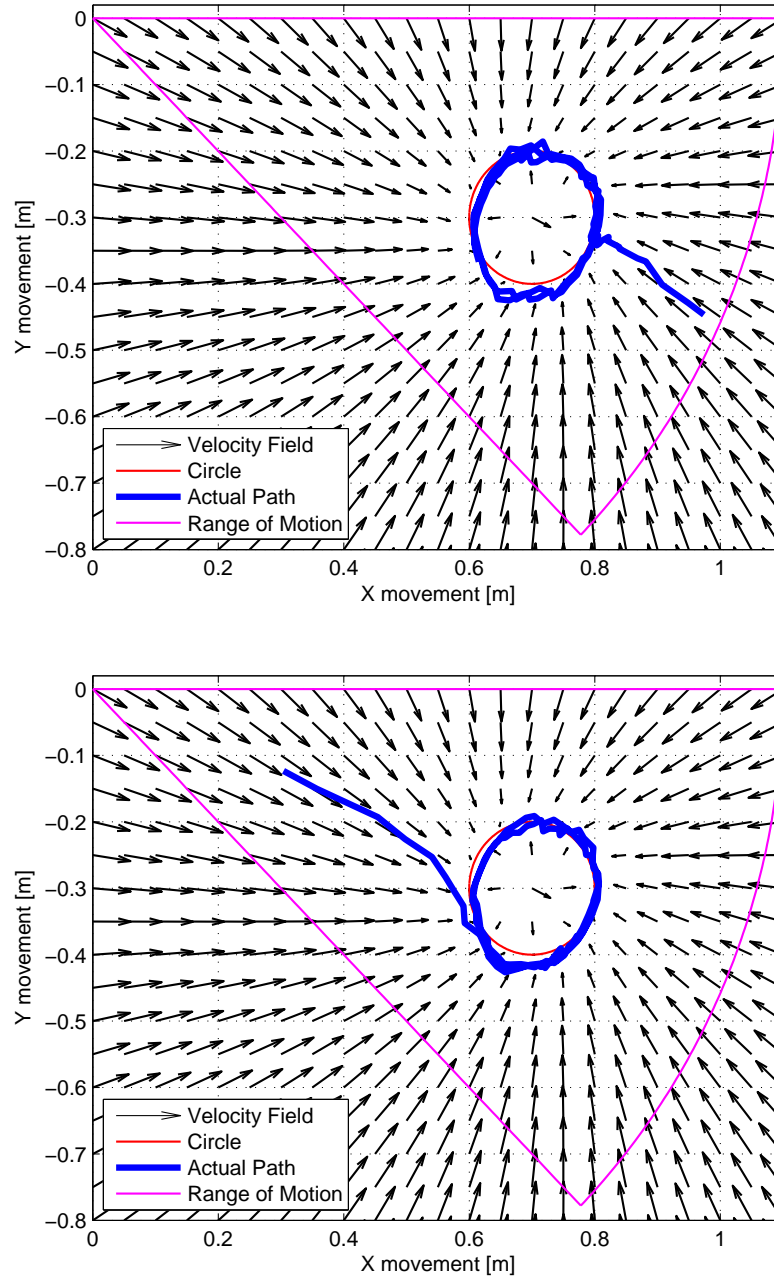 0
−0.1
−0.2
−0.3
−0.4
−0.5
−0.6
−0.7
−0.8
Y movement [m]
Velocity Field
Circle
Actual Path
Range of Motion
0 0.2 0.4 0.6 0.8 1
X movement [m]
0
−0.1
−0.2
−0.3
−0.4
−0.5
−0.6
−0.7
−0.8
Y movement [m]
Velocity Field
Circle
Actual Path
Range of Motion
0 0.2 0.4 0.6 0.8 1
X movement [m]